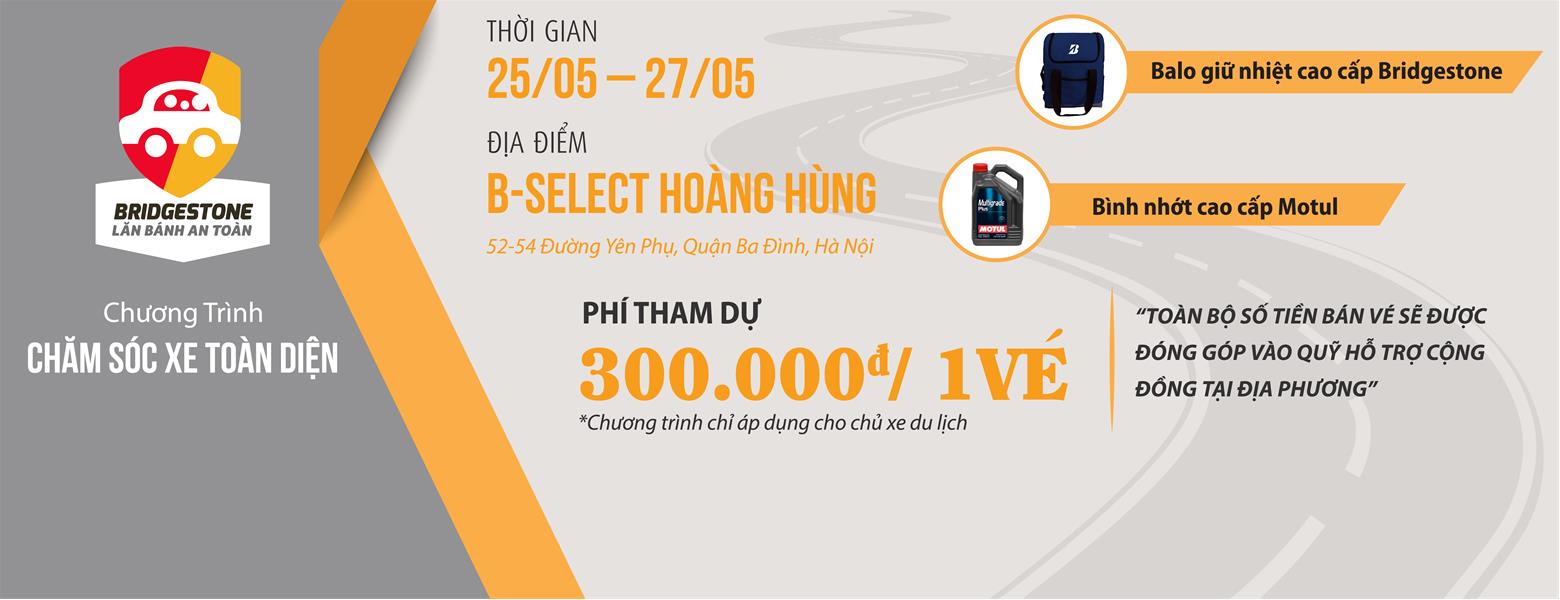 BRIDGESTONE
LĂN BÁNH AN TOÀN
Chương Trình
CHĂM SÓC XE TOÀN DIỆN
THỜI GIAN
25/05 – 27/05
ĐỊA ĐIỂM
B-SELECT HOÀNG HÙNG
52-54 Đường Yên Phụ, Quận Ba Đình, Hà Nội
B
Balo giữ nhiệt cao cấp Bridgestone
Multigrade
Plus
MOTUL
Bình nhớt cao cấp Motul
PHÍ THAM DỰ
300.000đ/ 1VÉ
*Chương trình chỉ áp dụng cho chủ xe du lịch
“TOÀN BỘ SỐ TIỀN BÁN VÉ SẼ ĐƯỢC
ĐÓNG GÓP VÀO QUỸ HỖ TRỢ CỘNG
ĐỒNG TẠI ĐỊA PHƯƠNG”